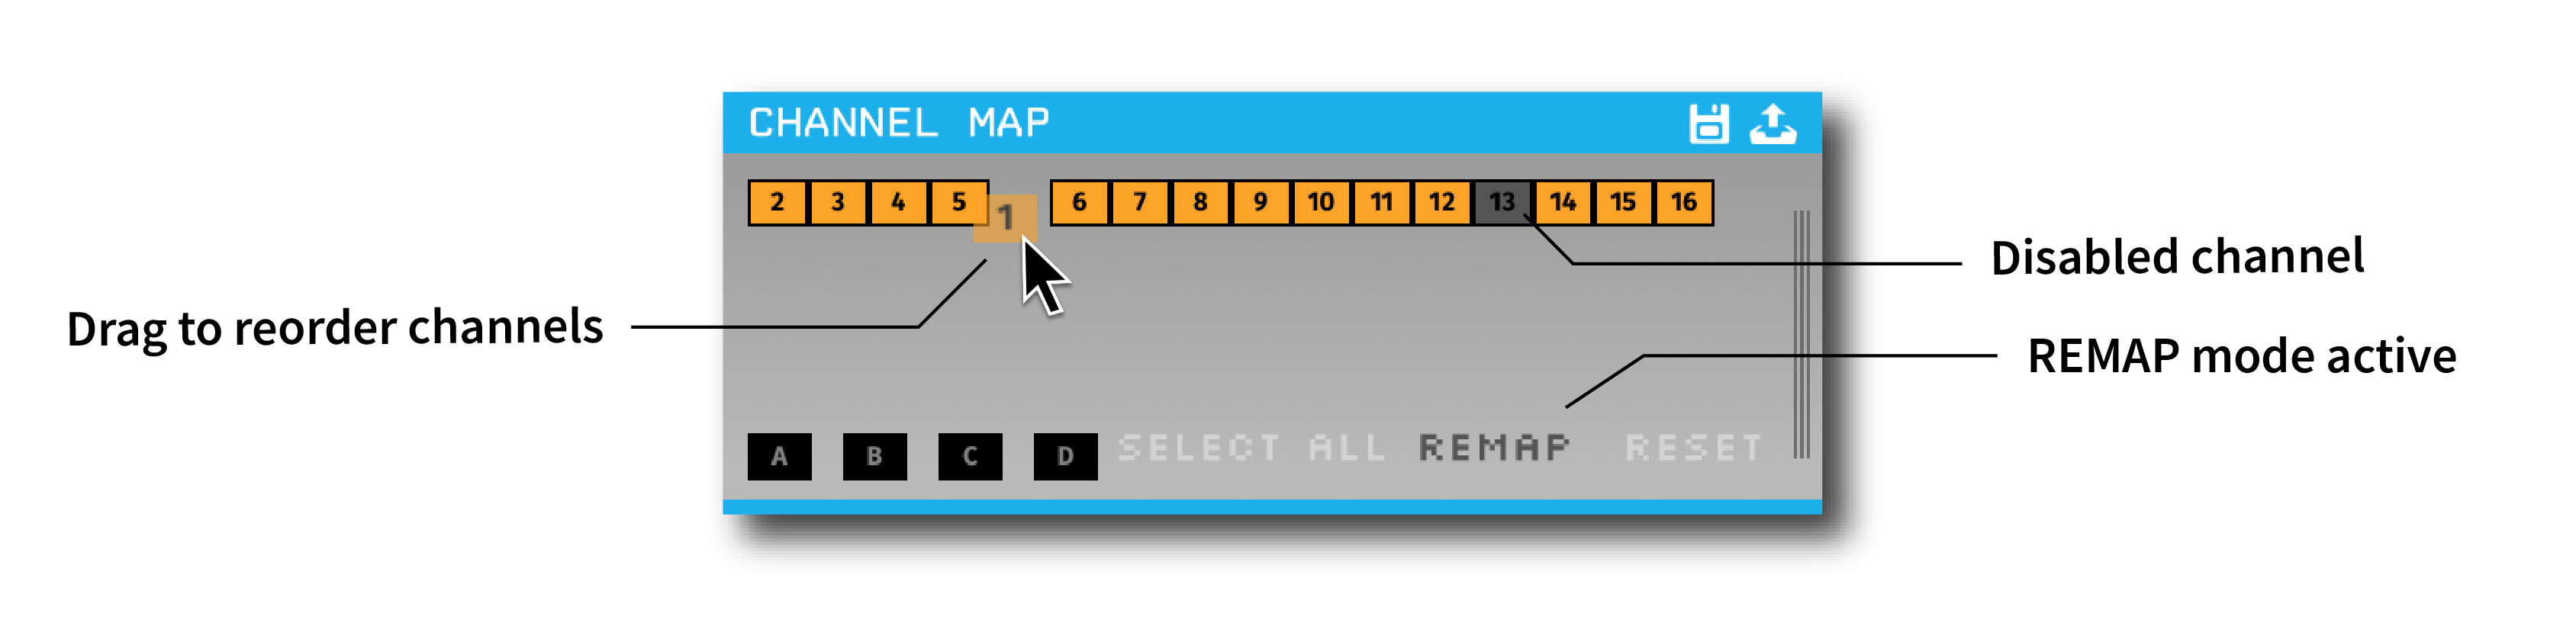 CHANNEL MAP
2 3 4 5 1 6 7 8 9 10 11 12 13 14 15 16
Disabled channel
Drag to reorder channels
REMAP mode active
A B C D SELECT ALL REMAP RESET